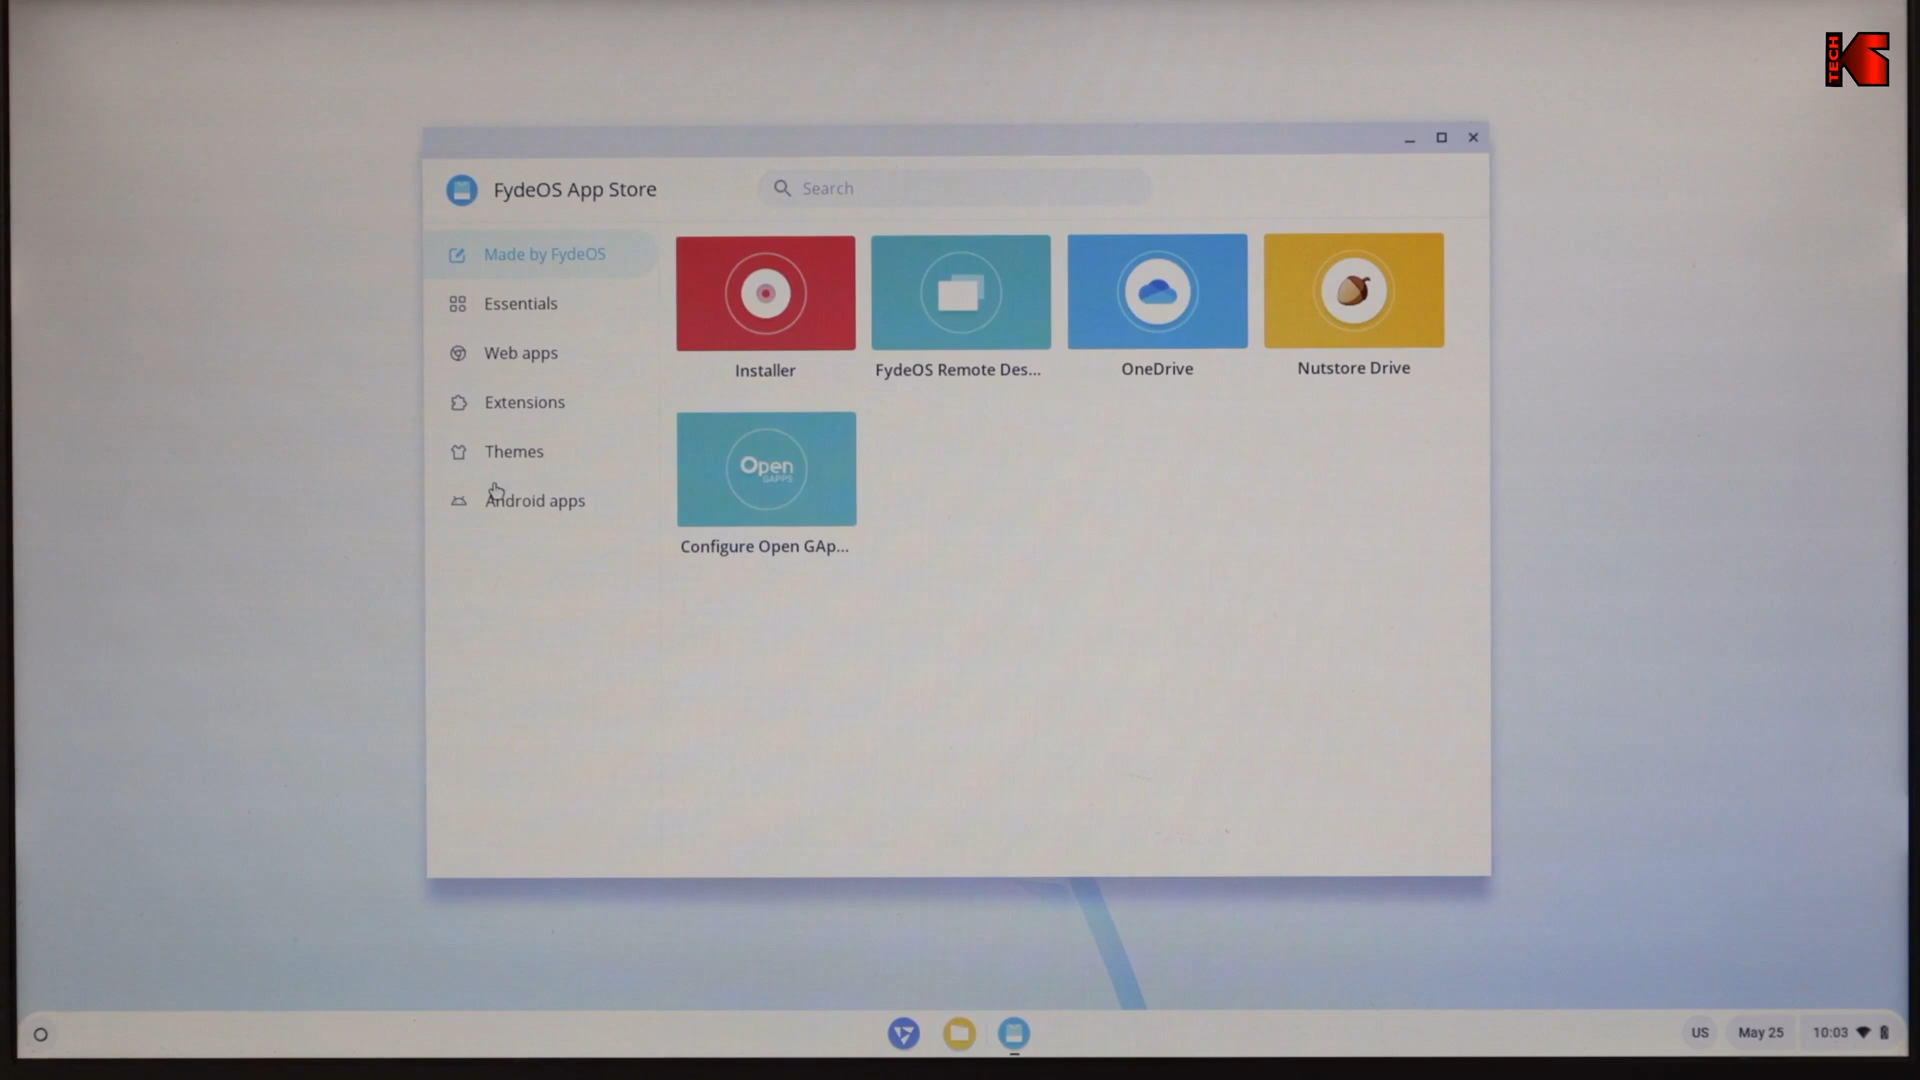 TECH
K
FydeOS App Store
Search
Made by FydeOS
Essentials
Web apps
Extensions
Themes
Android apps
Installer
FydeOS Remote Des...
OneDrive
Nutstore Drive
Open
GAPPS
Configure Open GAp...
US
May 25
10:03